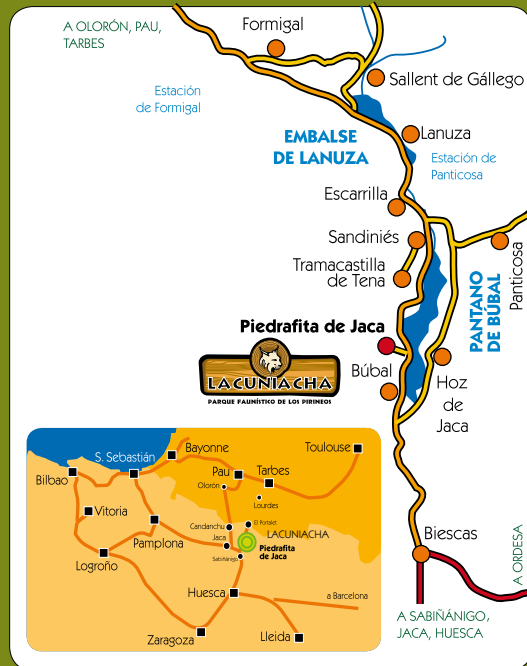 A OLORÓN, PAU,
TARBES
Formigal
Estación
de Formigal
Sallent de Gállego
EMBALSE
DE LANUZA
Lanuza
Estación de
Panticosa
Escarrilla
Sandiniés
Tramacastilla
de Tena
Panticosa
PANTANO
DE BÚBAL
Piedrafita de Jaca
LACUNIACHA
PARQUE FAUNÍSTICO DE LOS PIRINEOS
Búbal
Hoz
de
Jaca
Biescas
A ORDESA
A SABIÑÁNIGO,
JACA, HUESCA
S. Sebastián
Bayonne
Toulouse
Bilbao
Pau
Tarbes
Olorón
Lourdes
Vitoria
Pamplona
Candanchu
El Portalet
LACUNIACHA
Jaca
Piedrafita
de Jaca
Sabiñánigo
Logroño
Huesca
a Barcelona
Zaragoza
Lleida